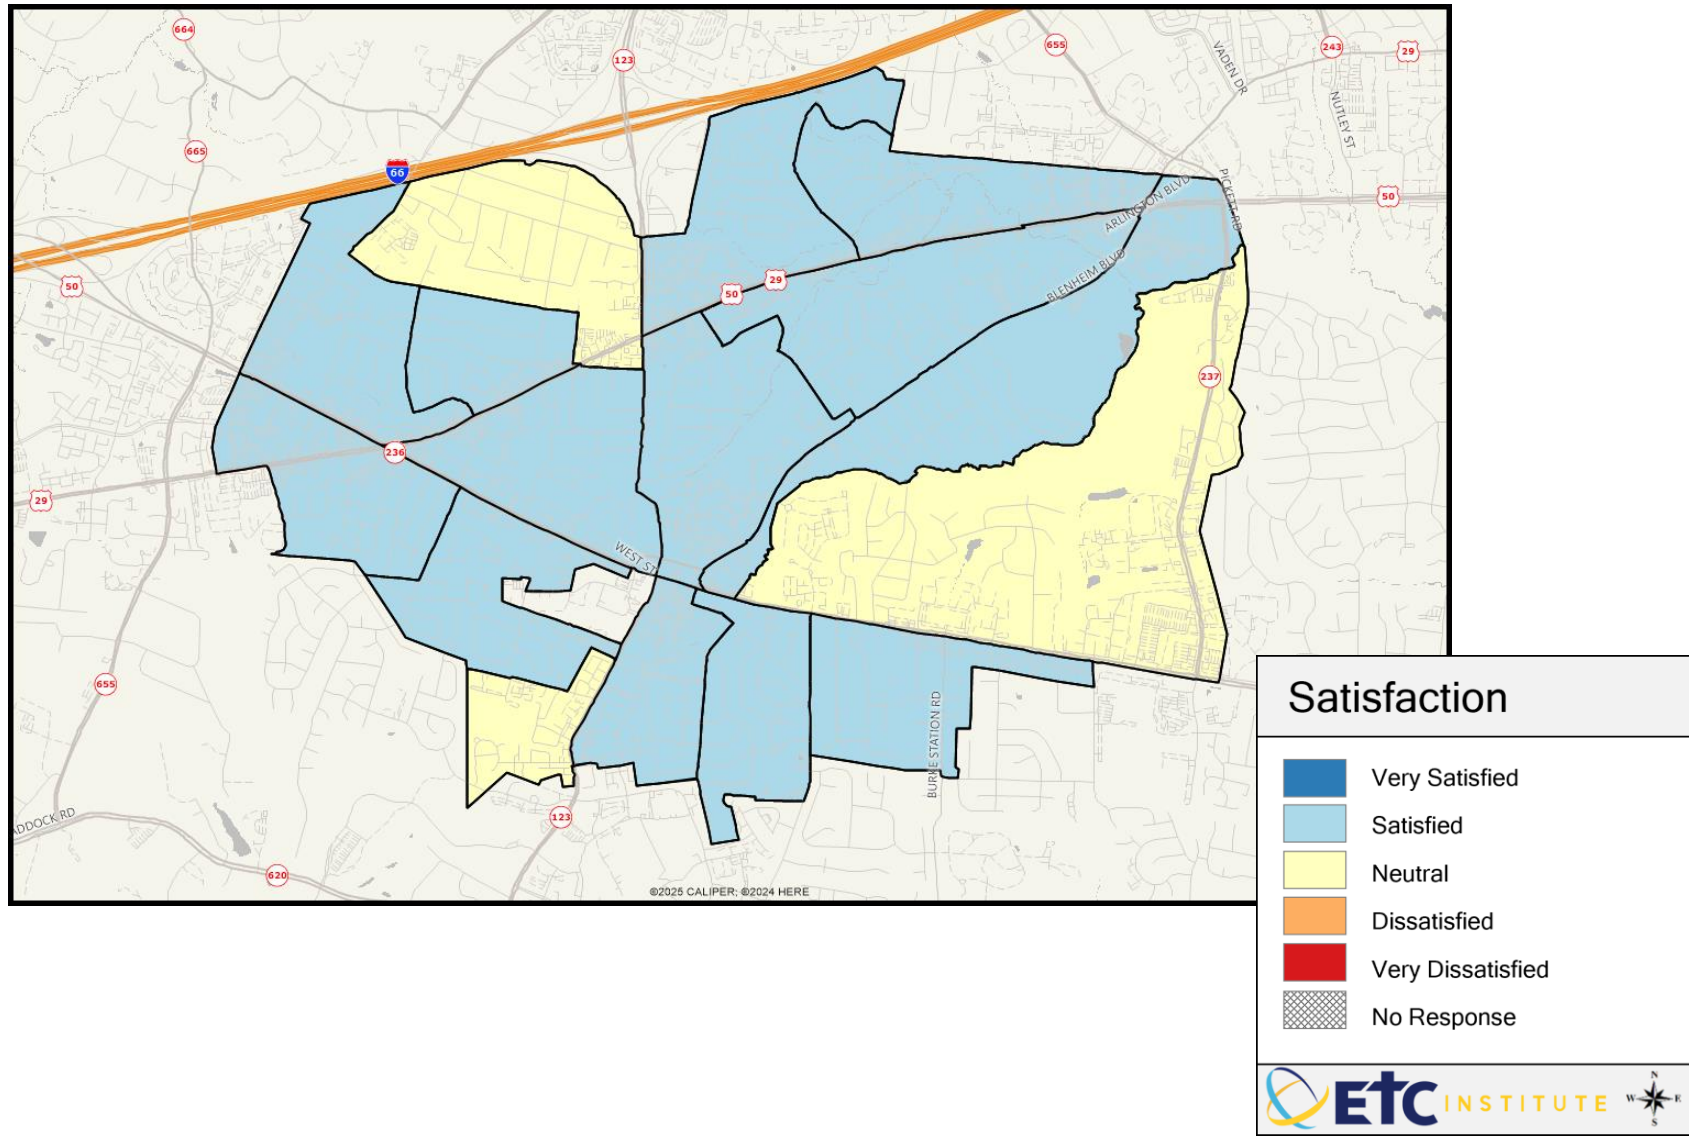 664
123
655
243
29
VADEN DR
NUTLEY ST
665
66
PICKETT RD
50
ARLINGTON BLVD
BLENHEIM BLVD
50
29
50
237
236
29
WEST ST
655
BURKE STATION RD
123
ADDOCK RD
620
©2025 CALIPER; ©2024 HERE
Satisfaction
Very Satisfied
Satisfied
Neutral
Dissatisfied
Very Dissatisfied
No Response
ETC INSTITUTE
N
W E
S